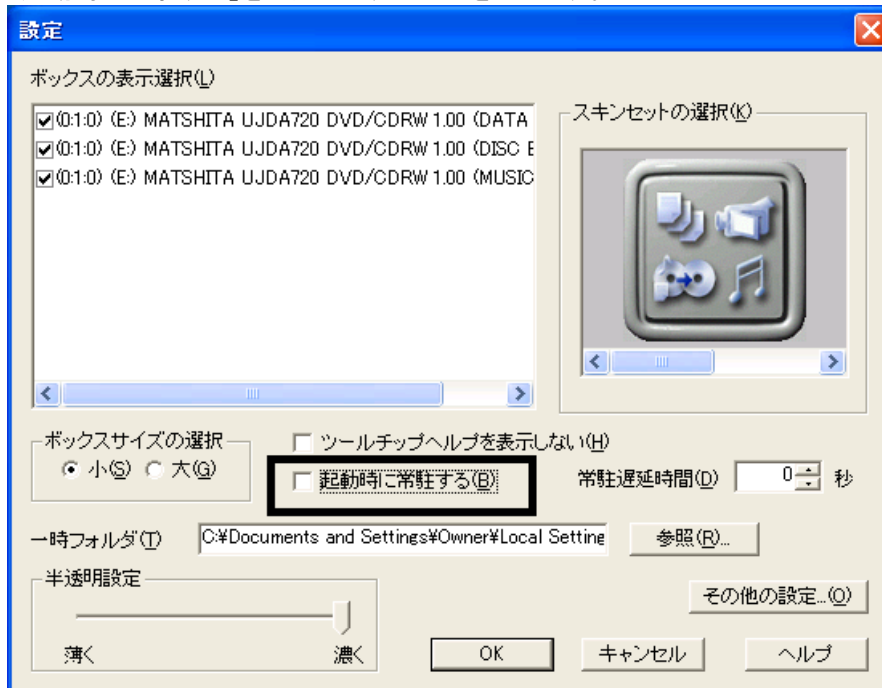 設定
ボックスの表示選択(L)
(0:1:0) (E:) MATSHITA UJDA720 DVD/CDRW 1.00 (DATA
(0:1:0) (E:) MATSHITA UJDA720 DVD/CDRW 1.00 (DISC E
(0:1:0) (E:) MATSHITA UJDA720 DVD/CDRW 1.00 (MUSIC
スキンセットの選択(K)
ボックスサイズの選択
小(S) 大(G)
ツールチップヘルプを表示しない(H)
起動時に常駐する(B)
常駐遅延時間(D) 0 秒
一時フォルダ(T) C:¥Documents and Settings¥Owner¥Local Setting 参照(R)...
半透明設定
薄く 濃く
その他の設定...(O)
OK キャンセル ヘルプ